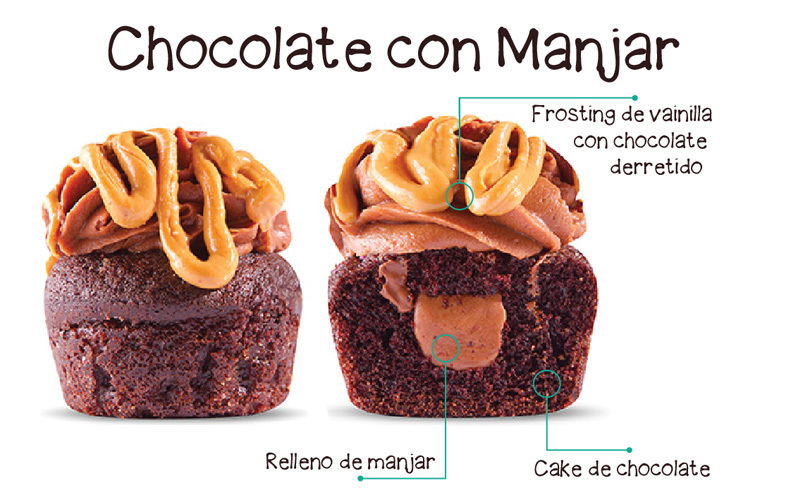 Chocolate con Manjar
Frosting de vainilla
con chocolate
derretido
Relleno de manjar
Cake de chocolate